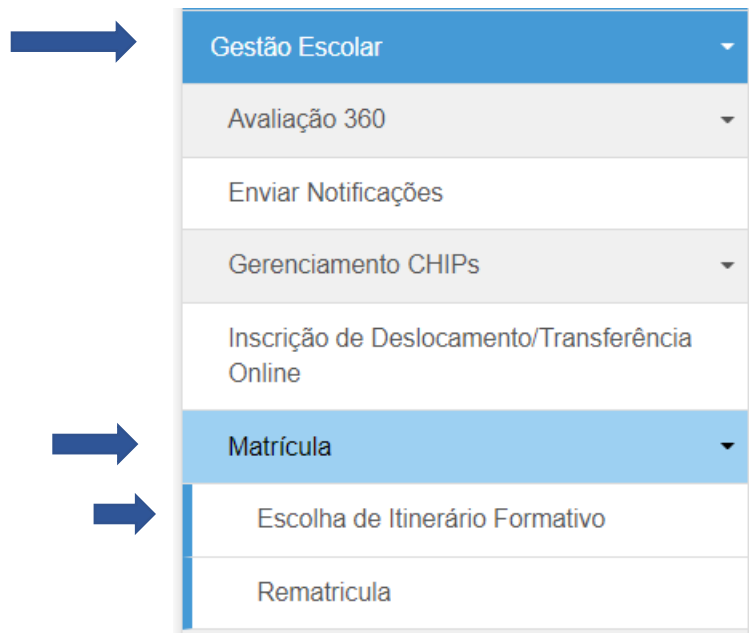 Gestão Escolar
Avaliação 360
Enviar Notificações
Gerenciamento CHIPs
Inscrição de Deslocamento/Transferência
Online
Matrícula
Escolha de Itinerário Formativo
Rematricula